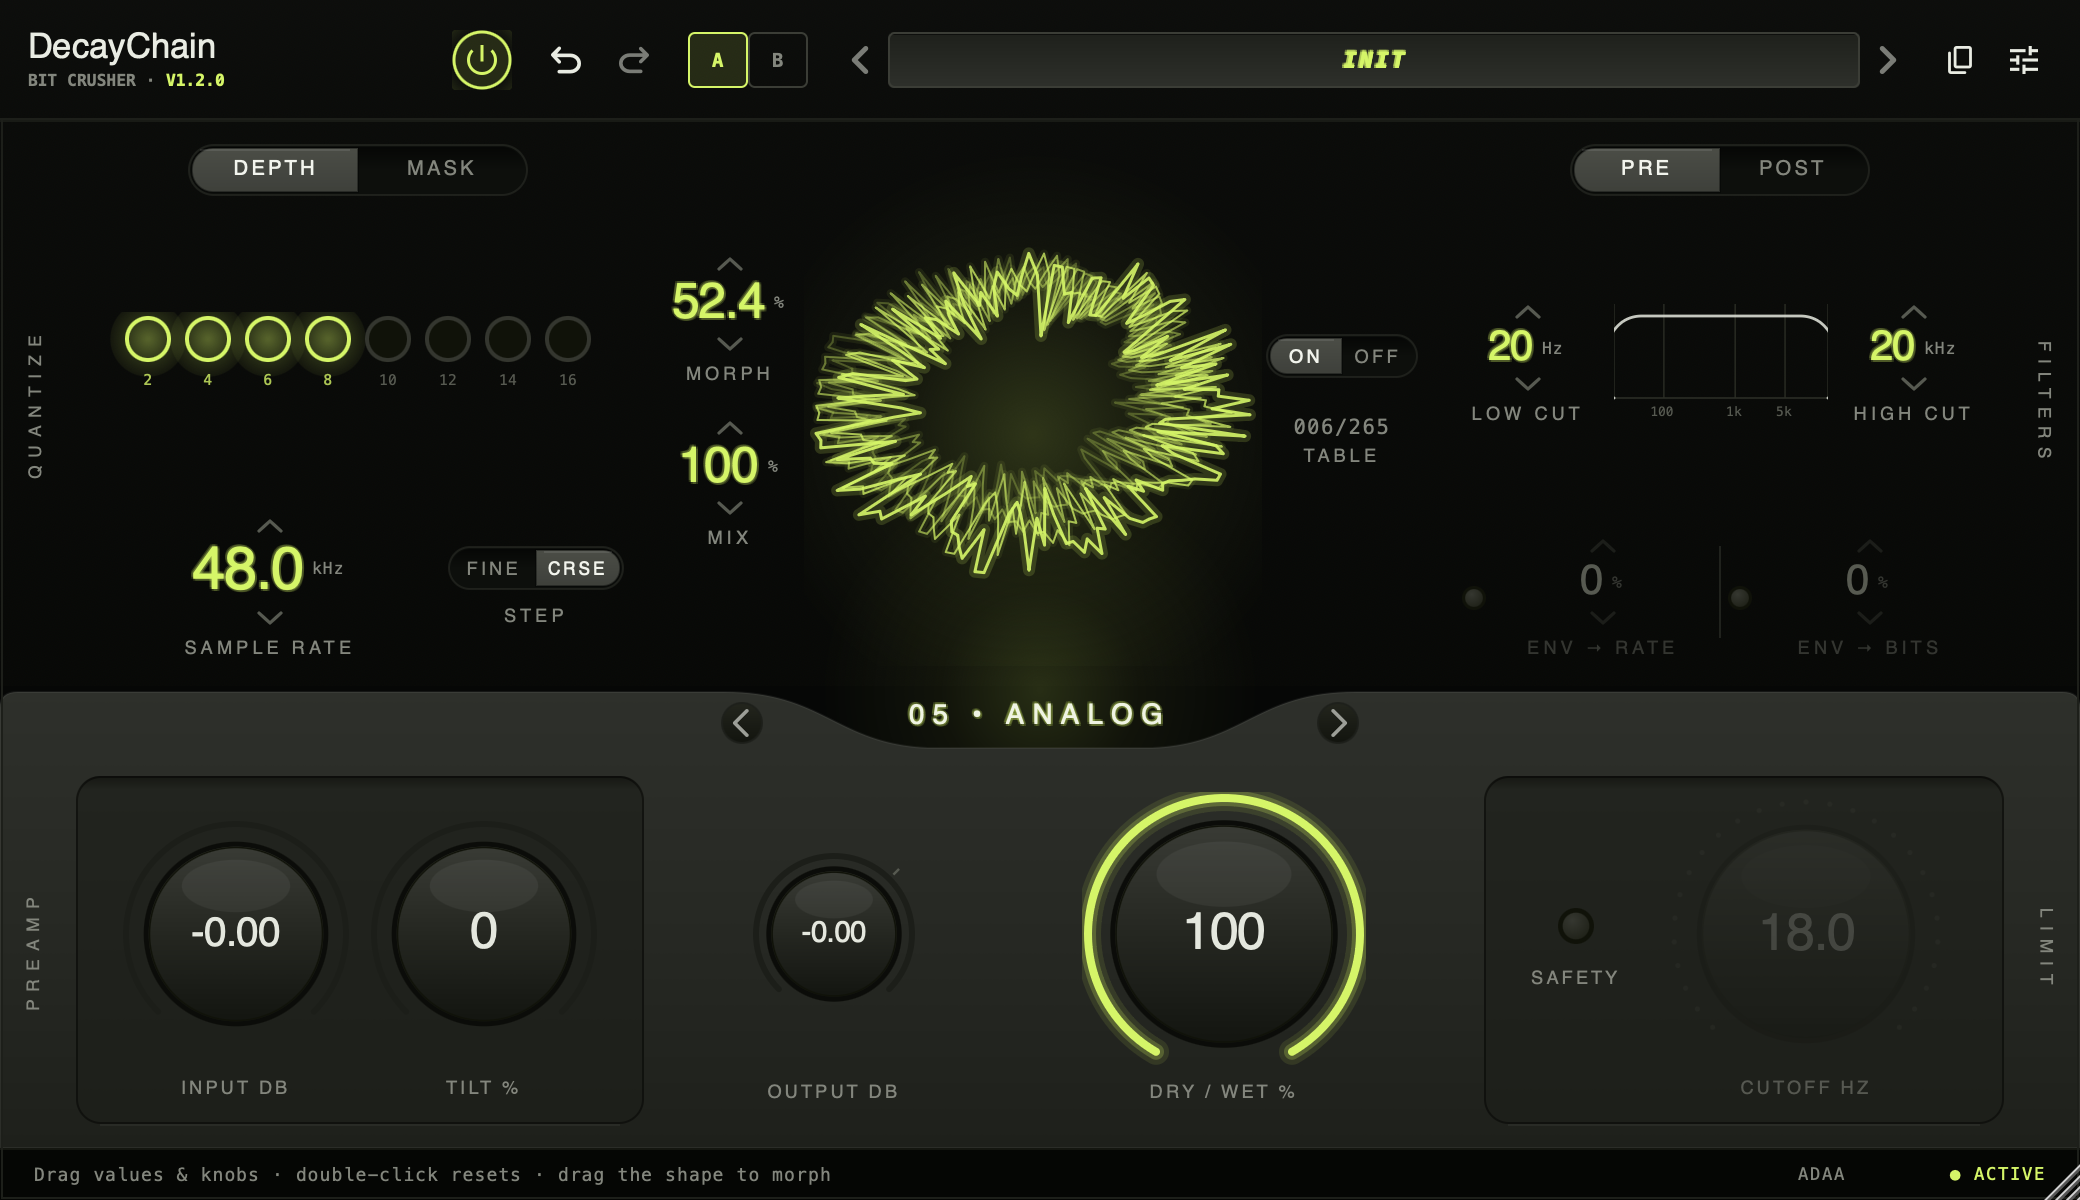 DecayChain
BIT CRUSHER · V1.2.0
A B
INIT
DEPTH MASK
PRE POST
QUANTIZE
2 4 6 8 10 12 14 16
52.4 %
MORPH
100 %
MIX
ON OFF
006/265
TABLE
20 Hz
LOW CUT
100 1k 5k
20 kHz
HIGH CUT
FILTERS
48.0 kHz
SAMPLE RATE
FINE CRSE
STEP
0 %
ENV → RATE
0 %
ENV → BITS
05 • ANALOG
PREAMP
-0.00
INPUT DB
0
TILT %
-0.00
OUTPUT DB
100
DRY / WET %
SAFETY
18.0
CUTOFF HZ
LIMIT
Drag values & knobs · double-click resets · drag the shape to morph
ADAA
ACTIVE